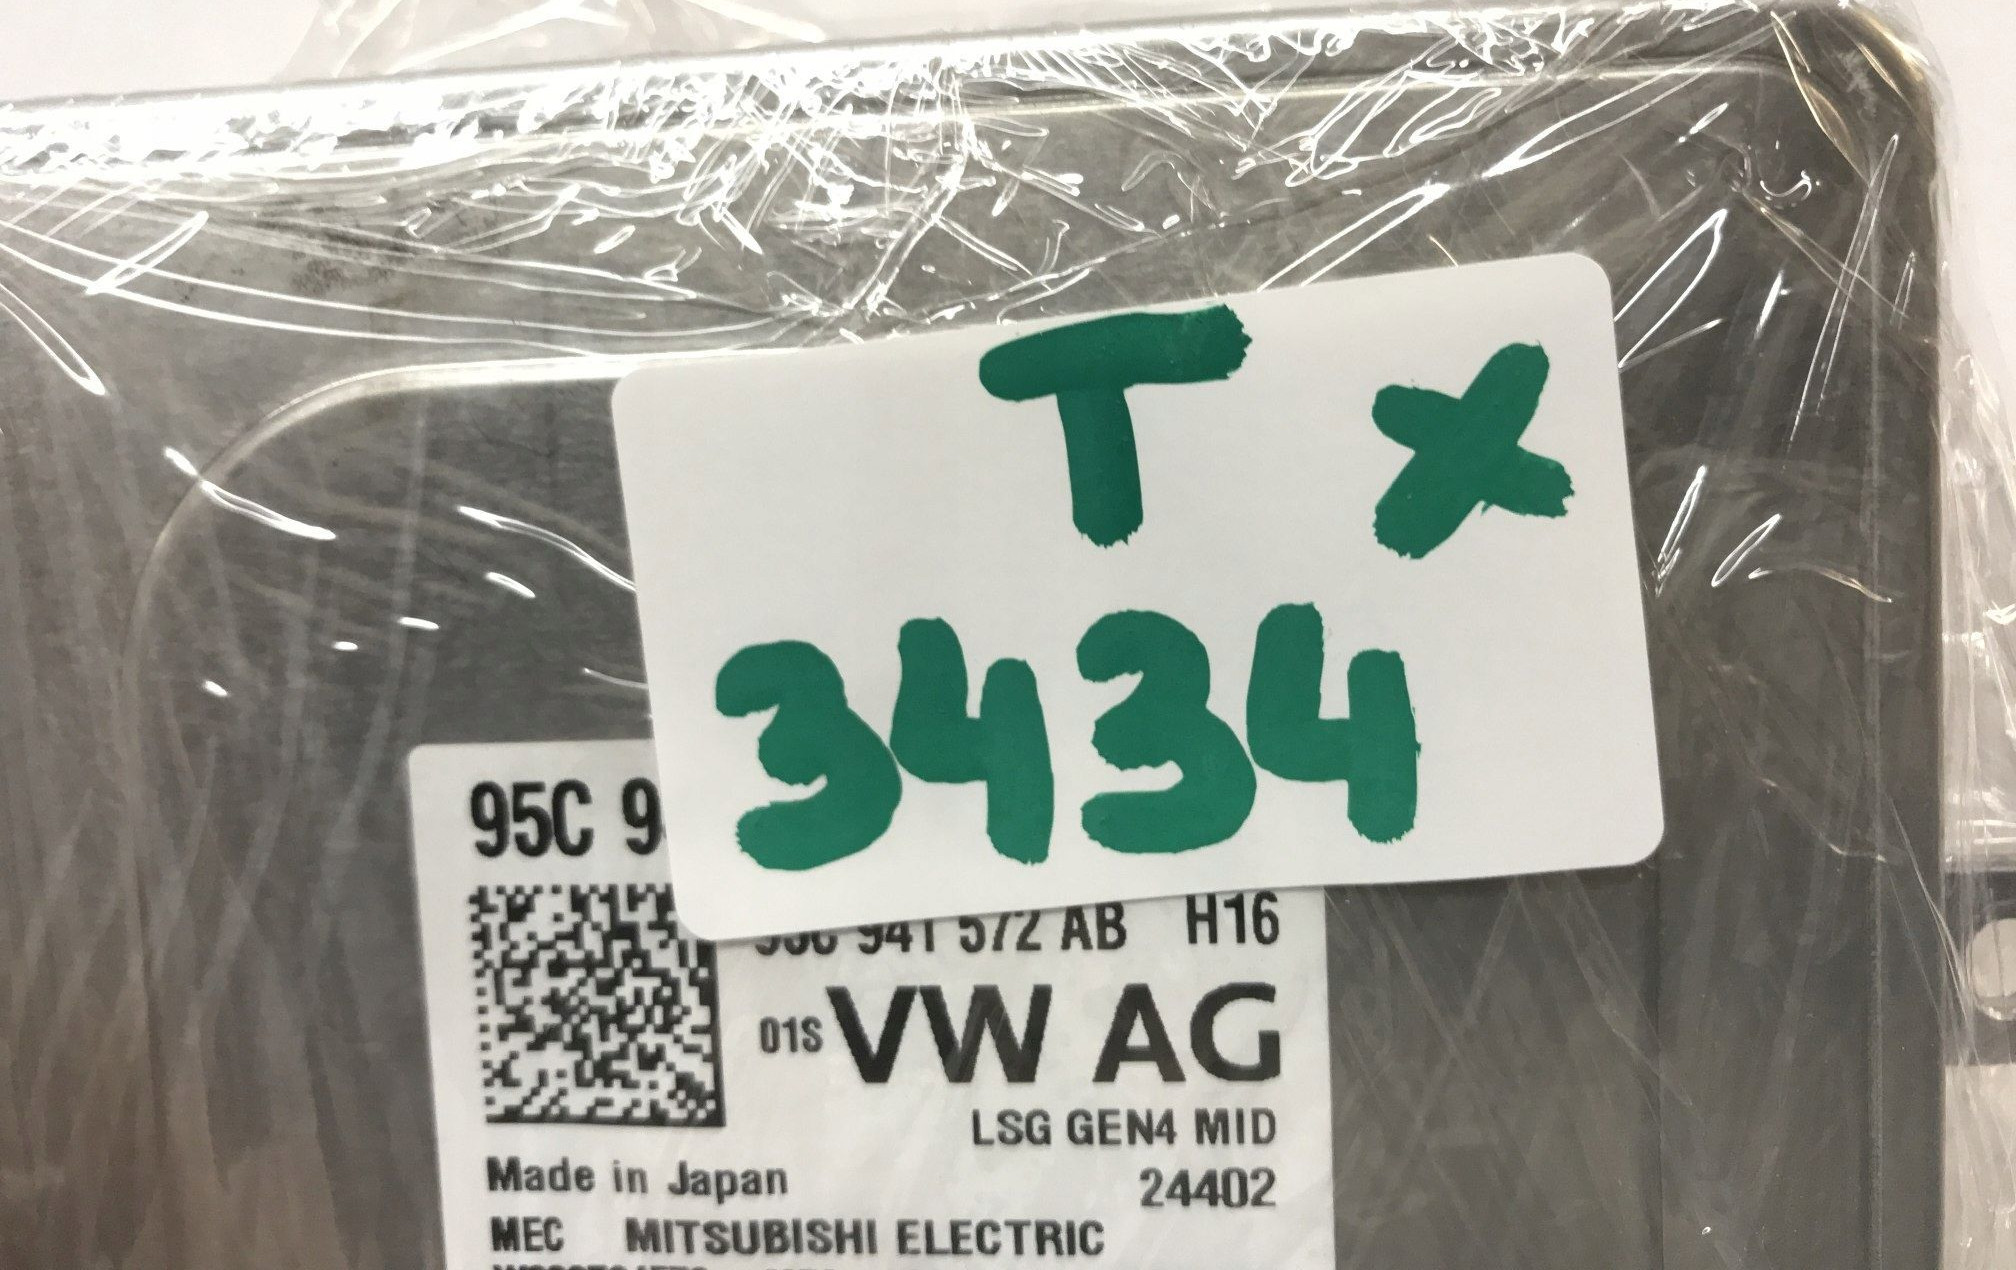 T X
3434
95C 9
941 572 AB H16
01S VW AG
LSG GEN4 MID
Made in Japan 24402
MEC MITSUBISHI ELECTRIC